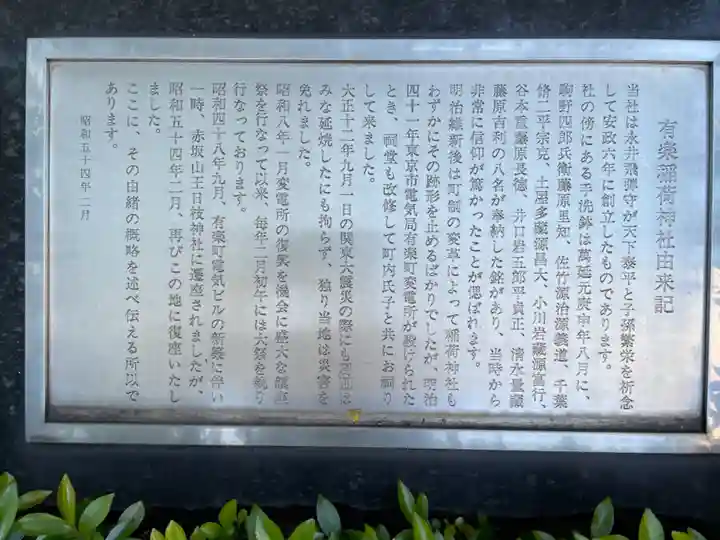 有楽稲荷神社由来記
当社は永井飛弾守が天下泰平と子孫繁栄を祈念
して安政六年に創立したものであります。
社の傍にある手洗鉢は萬延元庚申年八月に、
駒野四郎兵衛藤原里知、佐竹源治源義道、千葉
脩二平宗兌、土屋多蔵源昌大、小川岩蔵源富行、
谷本重藤原長徳、井口岩五郎平貞正、清水量蔵
藤原吉利の八名が奉納した銘があり、当時から
非常に信仰が篤かったことが偲ばれます。
明治維新後は町制の変革によって稲荷神社も
わずかにその跡形を止めるばかりでしたが、明治
四十一年東京市電気局有楽町変電所が設けられた
とき、祠堂も改修して町内氏子と共にお祠り
して来ました。
大正十二年九月一日の関東大震災の際にも附近は
みな延焼したにも拘らず、独り当地は災害を
免れました。
昭和八年一月変電所の復興を機会に盛大な鎮座
祭を行なって以来、毎年二月初午には大祭を執り
行なっております。
昭和四十八年九月、有楽町電気ビルの新築に伴い
一時、赤坂山王日枝神社に遷座されましたが、
昭和五十四年二月、再びこの地に復座いたし
ました。
ここに、その由緒の概略を述べ伝える所以で
あります。
昭和五十四年二月